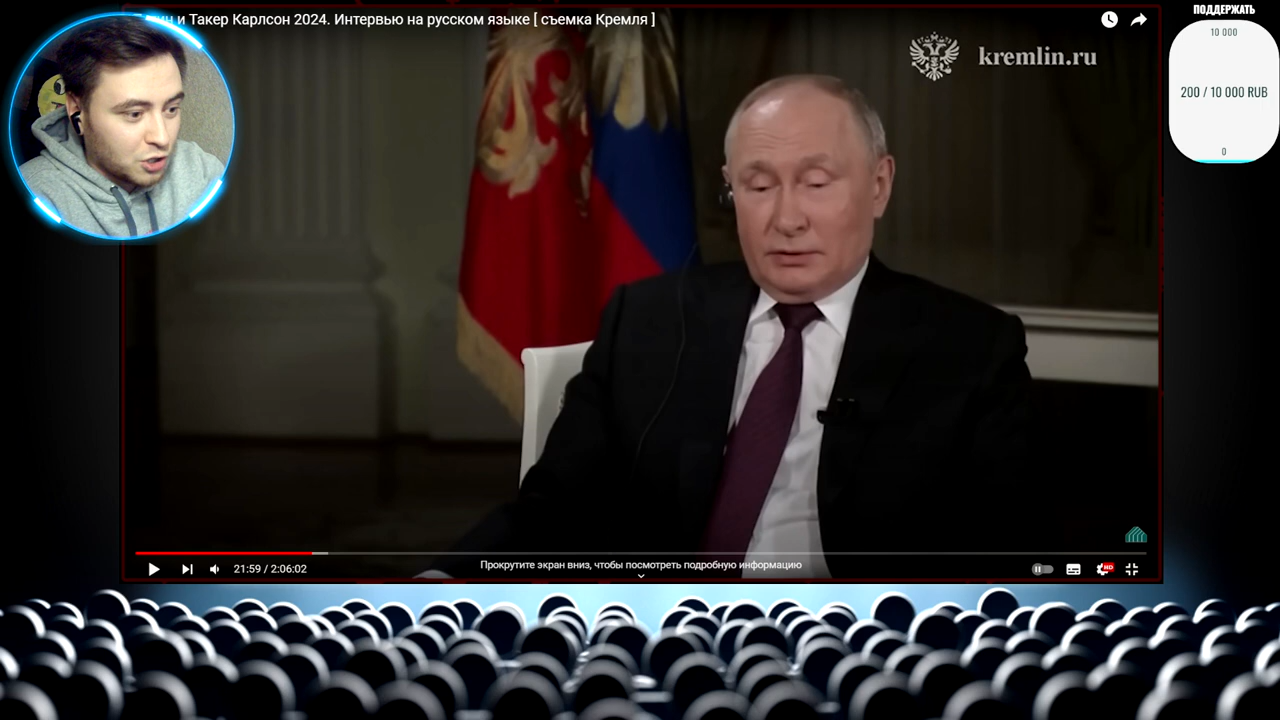 и Такер Карлсон 2024. Интервью на русском языке [ съемка Кремля ]
ПОДДЕРЖАТЬ
10 000
200 / 10 000 RUB
0
kremlin.ru
21:59 / 2:06:02
Прокрутите экран вниз, чтобы посмотреть подробную информацию
HD